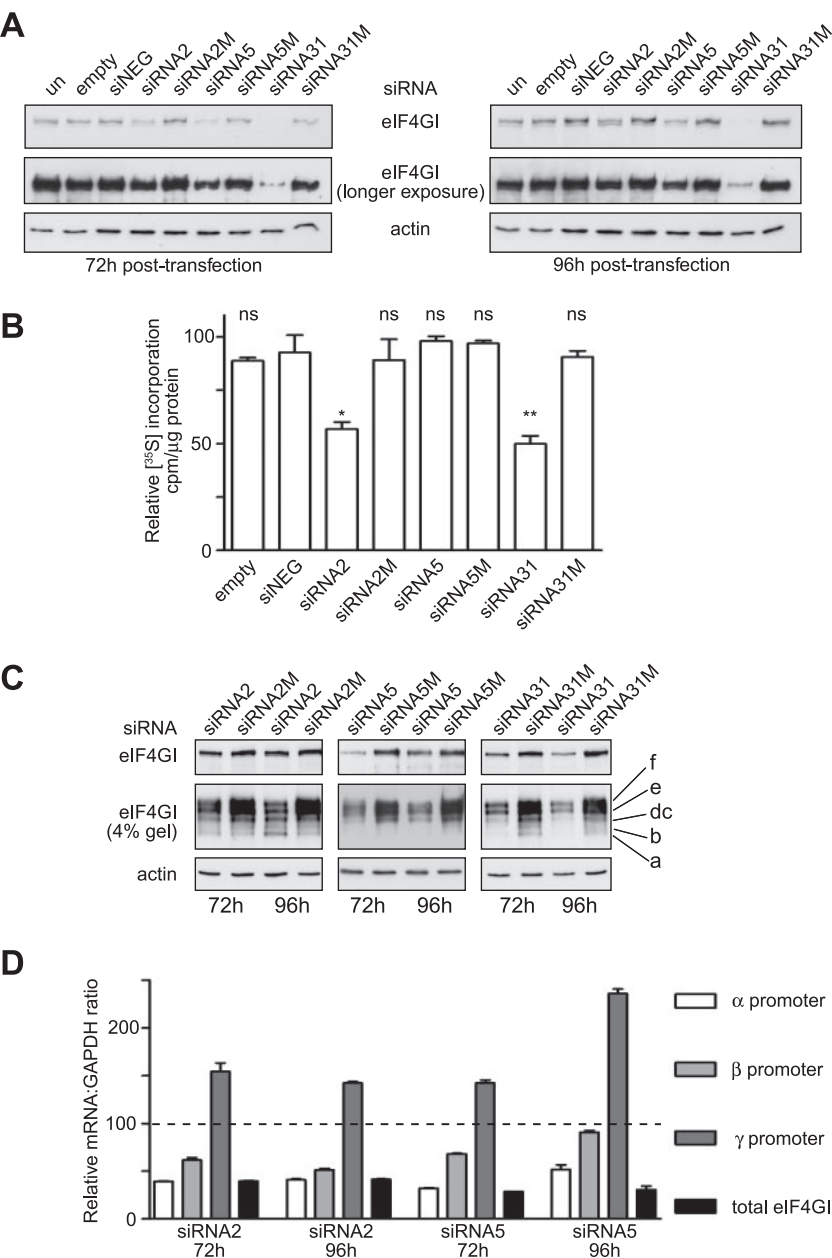 A
un empty siNEG siRNA2 siRNA2M siRNA5 siRNA5M siRNA31 siRNA31M
siRNA
un empty siNEG siRNA2 siRNA2M siRNA5 siRNA5M siRNA31 siRNA31M
eIF4GI
eIF4GI
(longer exposure)
actin
72h post-transfection
96h post-transfection
B
Relative [³⁵S] incorporation
cpm/µg protein
100
50
0
ns
*
ns
ns
ns
**
ns
empty siNEG siRNA2 siRNA2M siRNA5 siRNA5M siRNA31 siRNA31M
C
siRNA
siRNA2 siRNA2M siRNA2 siRNA2M
siRNA5 siRNA5M siRNA5 siRNA5M
siRNA31 siRNA31M siRNA31 siRNA31M
eIF4GI
eIF4GI
(4% gel)
actin
f
e
dc
b
a
72h 96h
72h 96h
72h 96h
D
Relative mRNA:GAPDH ratio
200
100
0
siRNA2
72h
siRNA2
96h
siRNA5
72h
siRNA5
96h
α promoter
β promoter
γ promoter
total eIF4GI